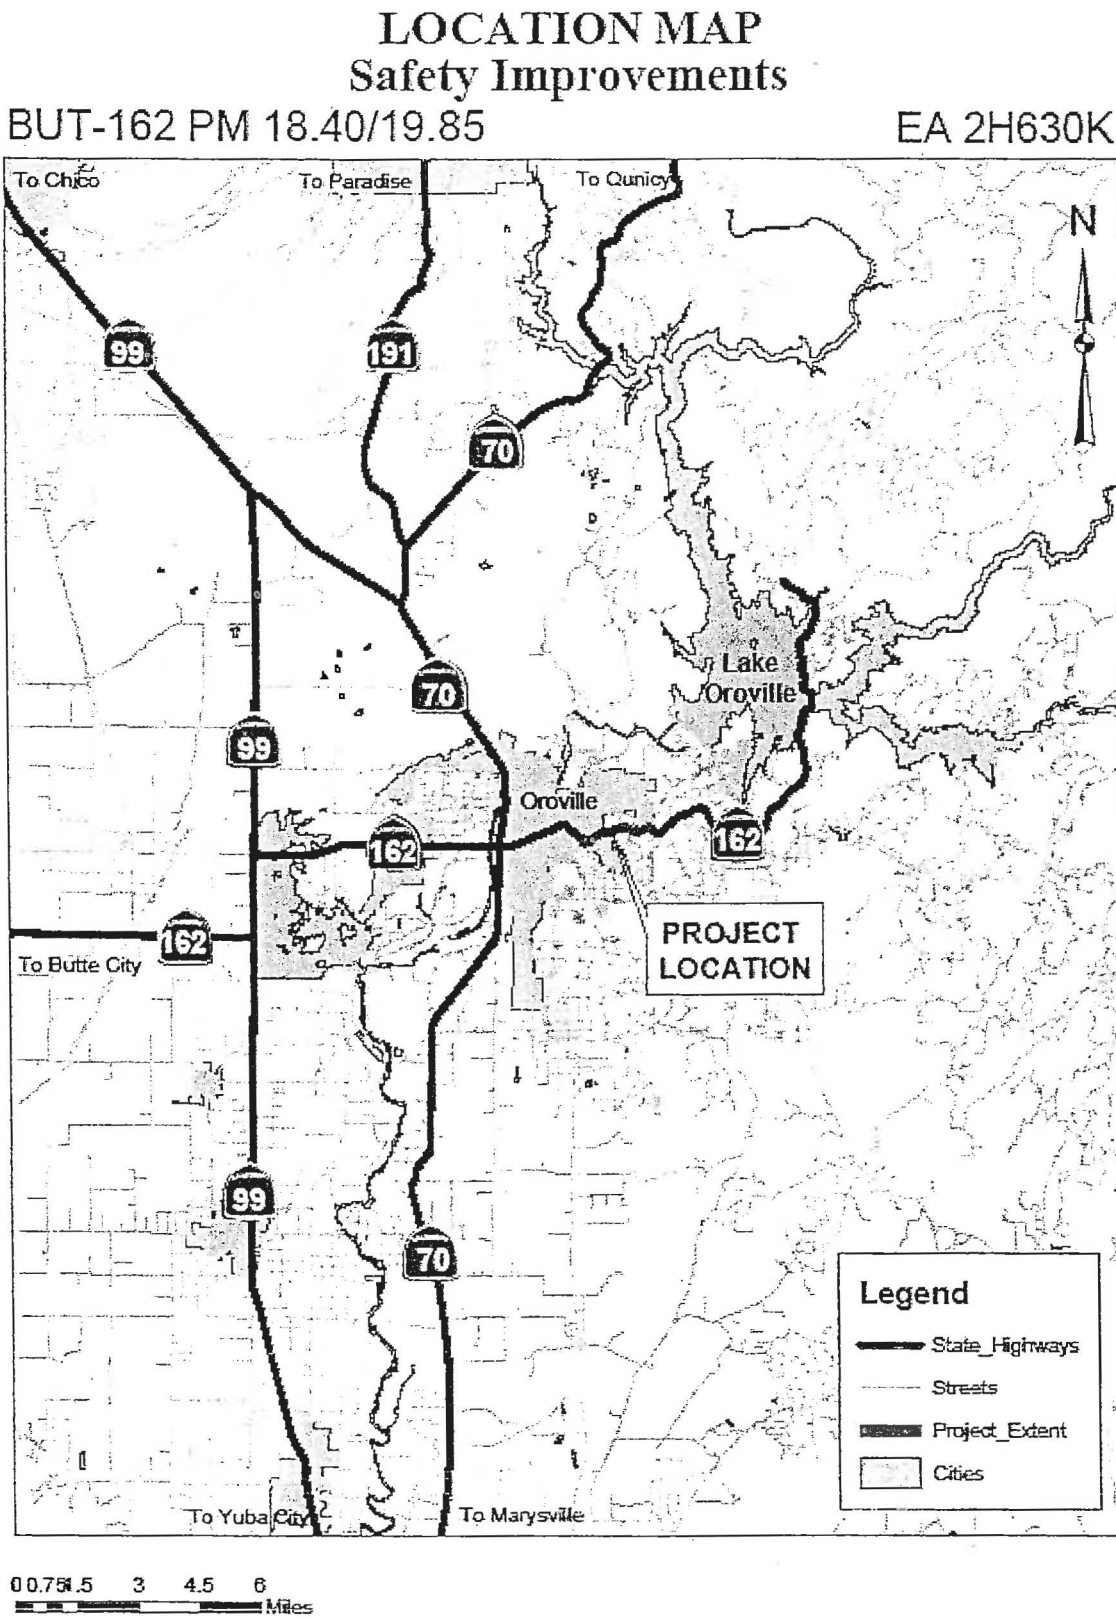 LOCATION MAP
Safety Improvements
BUT-162 PM 18.40/19.85
EA 2H630K
To Chico
To Paradise
To Qunicy
N
99
191
70
Lake
Oroville
70
99
Oroville
162
162
162
To Butte City
PROJECT
LOCATION
99
70
Legend
State_Highways
Streets
Project_Extent
Cities
To Yuba City
To Marysville
0 0.75 1.5 3 4.5 6
Miles